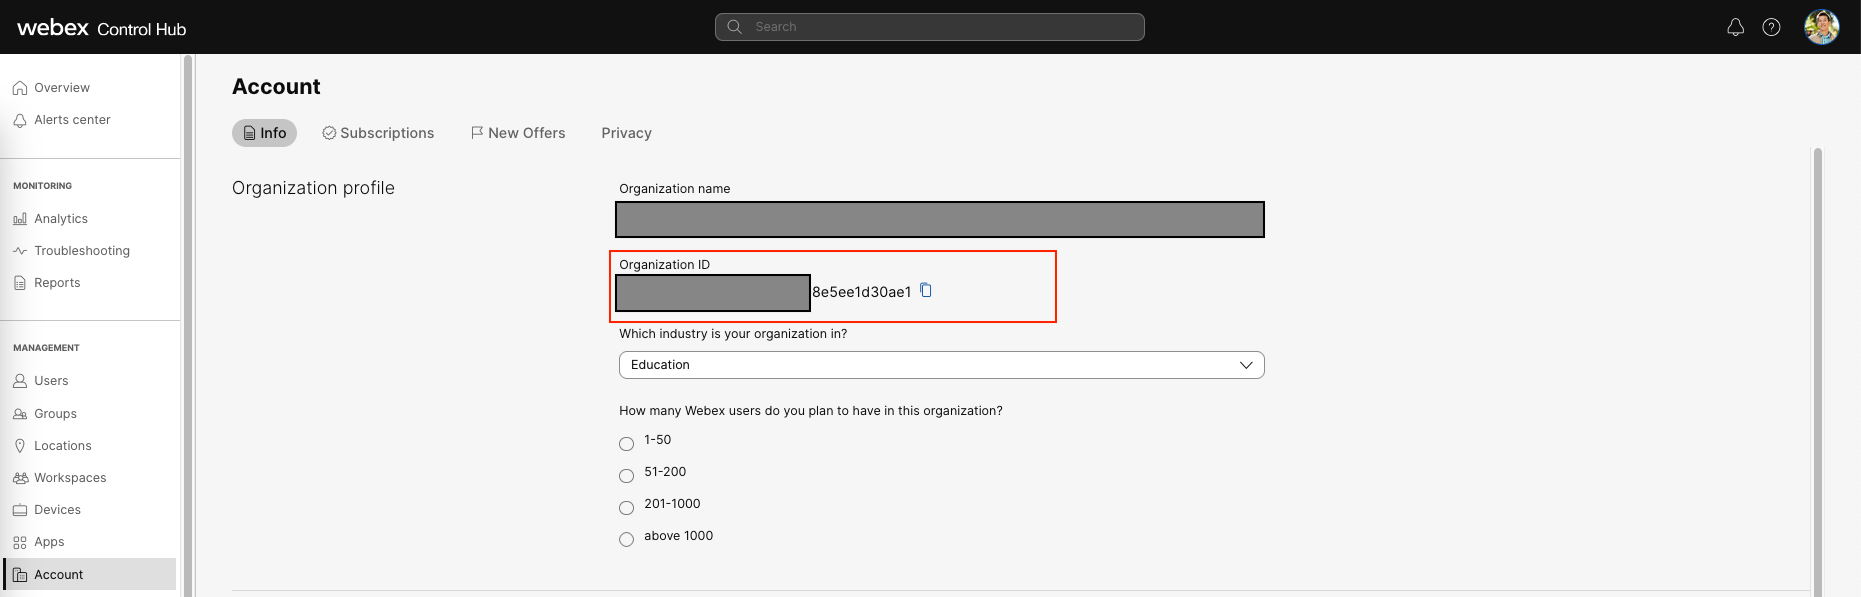 webex Control Hub
Search
Overview
Alerts center
MONITORING
Analytics
Troubleshooting
Reports
MANAGEMENT
Users
Groups
Locations
Workspaces
Devices
Apps
Account
Account
Info
Subscriptions
New Offers
Privacy
Organization profile
Organization name
Organization ID
8e5ee1d30ae1
Which industry is your organization in?
Education
How many Webex users do you plan to have in this organization?
1-50
51-200
201-1000
above 1000